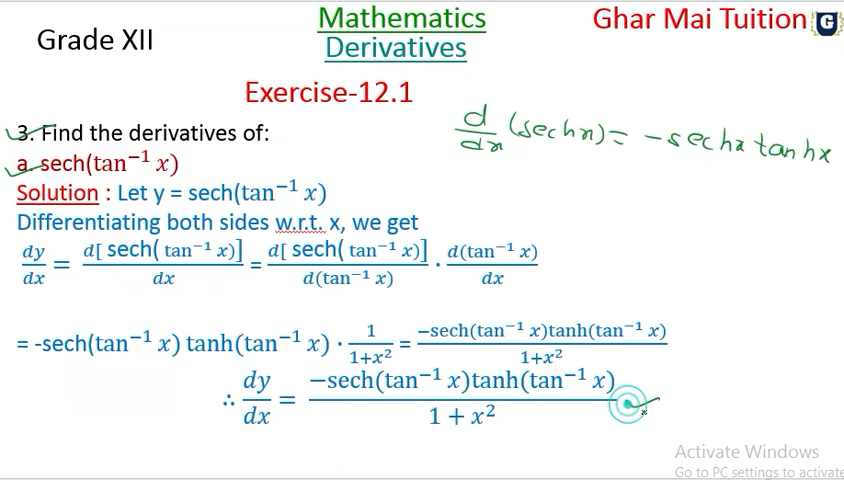 Mathematics
Ghar Mai Tuition
G
Grade XII
Derivatives
Exercise-12.1
d/dx (sechx) = -sechx tanhx
3. Find the derivatives of:
a. sech(tan⁻¹ x)
Solution : Let y = sech(tan⁻¹ x)
Differentiating both sides w.r.t. x, we get
dy/dx = d[ sech( tan⁻¹ x)]/dx = d[ sech( tan⁻¹ x)]/d(tan⁻¹ x) · d(tan⁻¹ x)/dx
= -sech(tan⁻¹ x) tanh(tan⁻¹ x) · 1/1+x² = −sech(tan⁻¹ x)tanh(tan⁻¹ x)/1+x²
∴ dy/dx = −sech(tan⁻¹ x)tanh(tan⁻¹ x)/1 + x²
Activate Windows
Go to PC settings to activate